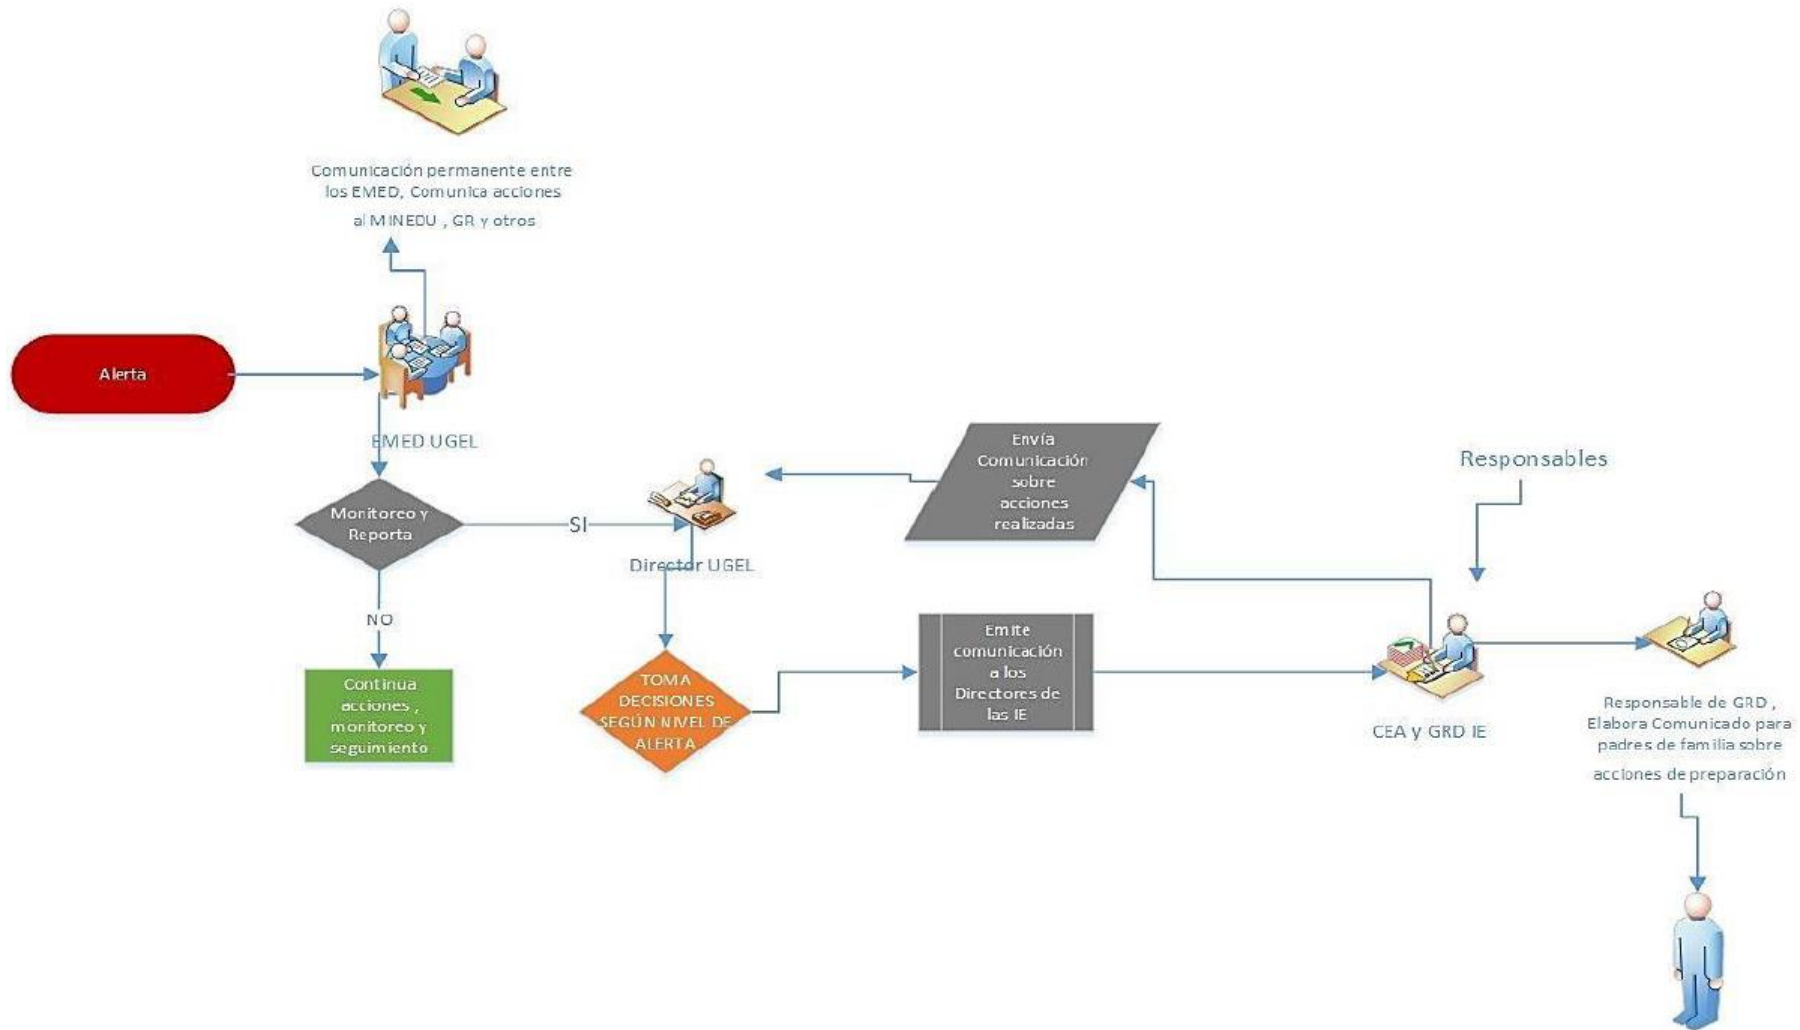 Comunicación permanente entre
los EMED, Comunica acciones
al MINEDU , GR y otros
Alerta
EMED UGEL
Monitoreo y
Reporta
SI
NO
Continua
acciones ,
monitoreo y
seguimiento
Director UGEL
TOMA
DECISIONES
SEGÚN NIVEL DE
ALERTA
Envía
Comunicación
sobre
acciones
realizadas
Emite
comunicación
a los
Directores de
las IE
Responsables
CEA y GRD IE
Responsable de GRD ,
Elabora Comunicado para
padres de familia sobre
acciones de preparación